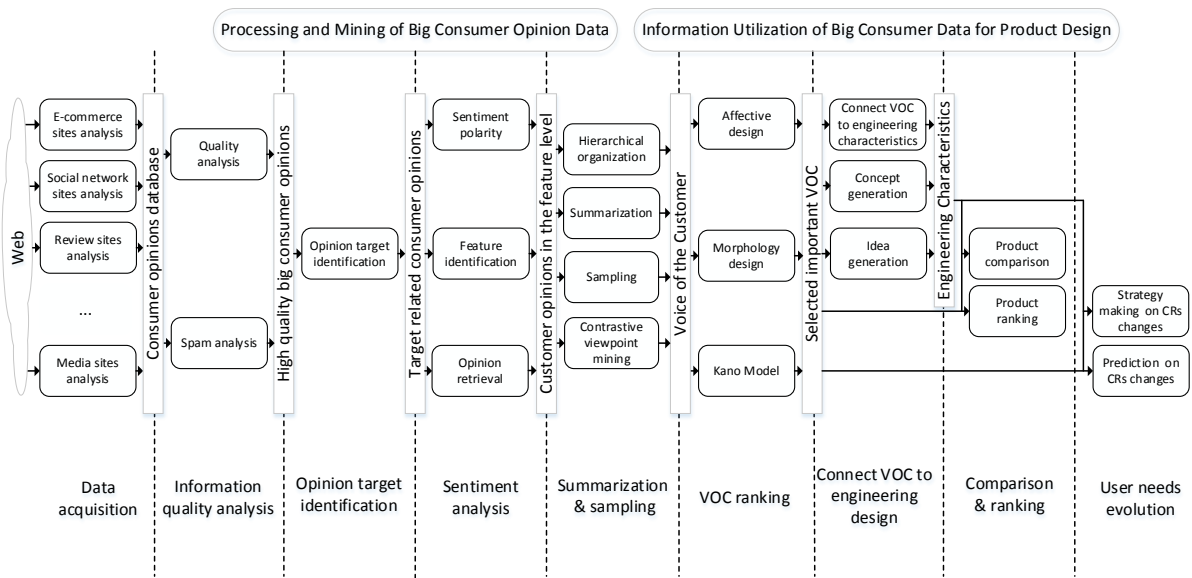 Processing and Mining of Big Consumer Opinion Data
Information Utilization of Big Consumer Data for Product Design
Web
E-commerce
sites analysis
Social network
sites analysis
Review sites
analysis
...
Media sites
analysis
Consumer opinions database
Quality
analysis
Spam analysis
High quality big consumer opinions
Opinion target
identification
Target related consumer opinions
Sentiment
polarity
Feature
identification
Opinion
retrieval
Customer opinions in the feature level
Hierarchical
organization
Summarization
Sampling
Contrastive
viewpoint
mining
Voice of the Customer
Affective
design
Morphology
design
Kano Model
Selected important VOC
Connect VOC
to engineering
characteristics
Concept
generation
Idea
generation
Engineering Characteristics
Product
comparison
Product
ranking
Strategy
making on CRs
changes
Prediction on
CRs changes
Data
acquisition
Information
quality analysis
Opinion target
identification
Sentiment
analysis
Summarization
& sampling
VOC ranking
Connect VOC to
engineering
design
Comparison
& ranking
User needs
evolution